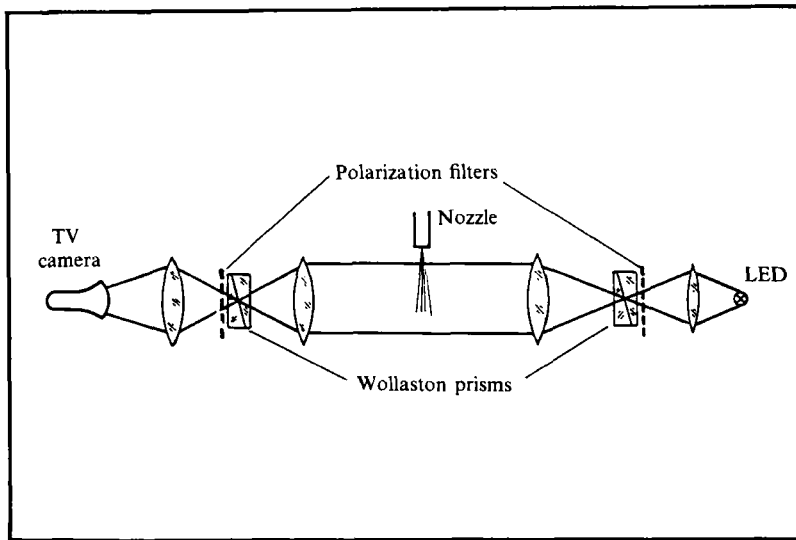 Polarization filters
Nozzle
TV
camera
LED
Wollaston prisms